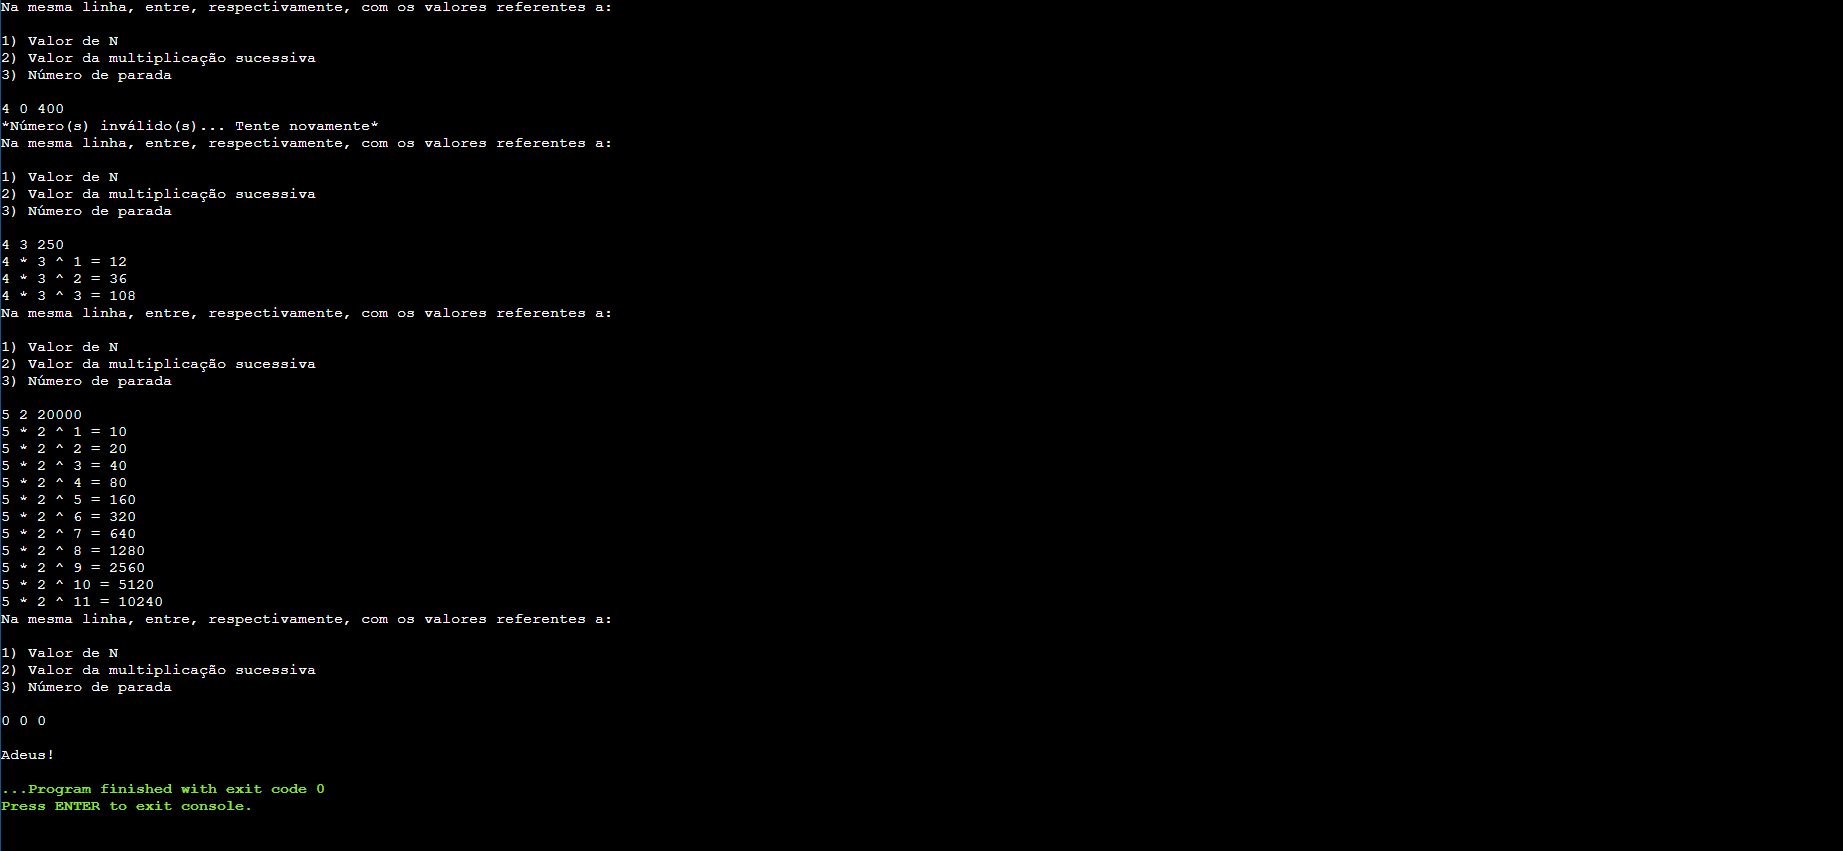 Na mesma linha, entre, respectivamente, com os valores referentes a:
1) Valor de N
2) Valor da multiplicação sucessiva
3) Número de parada
4 0 400
*Número(s) inválido(s)... Tente novamente*
Na mesma linha, entre, respectivamente, com os valores referentes a:
1) Valor de N
2) Valor da multiplicação sucessiva
3) Número de parada
4 3 250
4 * 3 ^ 1 = 12
4 * 3 ^ 2 = 36
4 * 3 ^ 3 = 108
Na mesma linha, entre, respectivamente, com os valores referentes a:
1) Valor de N
2) Valor da multiplicação sucessiva
3) Número de parada
5 2 20000
5 * 2 ^ 1 = 10
5 * 2 ^ 2 = 20
5 * 2 ^ 3 = 40
5 * 2 ^ 4 = 80
5 * 2 ^ 5 = 160
5 * 2 ^ 6 = 320
5 * 2 ^ 7 = 640
5 * 2 ^ 8 = 1280
5 * 2 ^ 9 = 2560
5 * 2 ^ 10 = 5120
5 * 2 ^ 11 = 10240
Na mesma linha, entre, respectivamente, com os valores referentes a:
1) Valor de N
2) Valor da multiplicação sucessiva
3) Número de parada
0 0 0
Adeus!
...Program finished with exit code 0
Press ENTER to exit console.